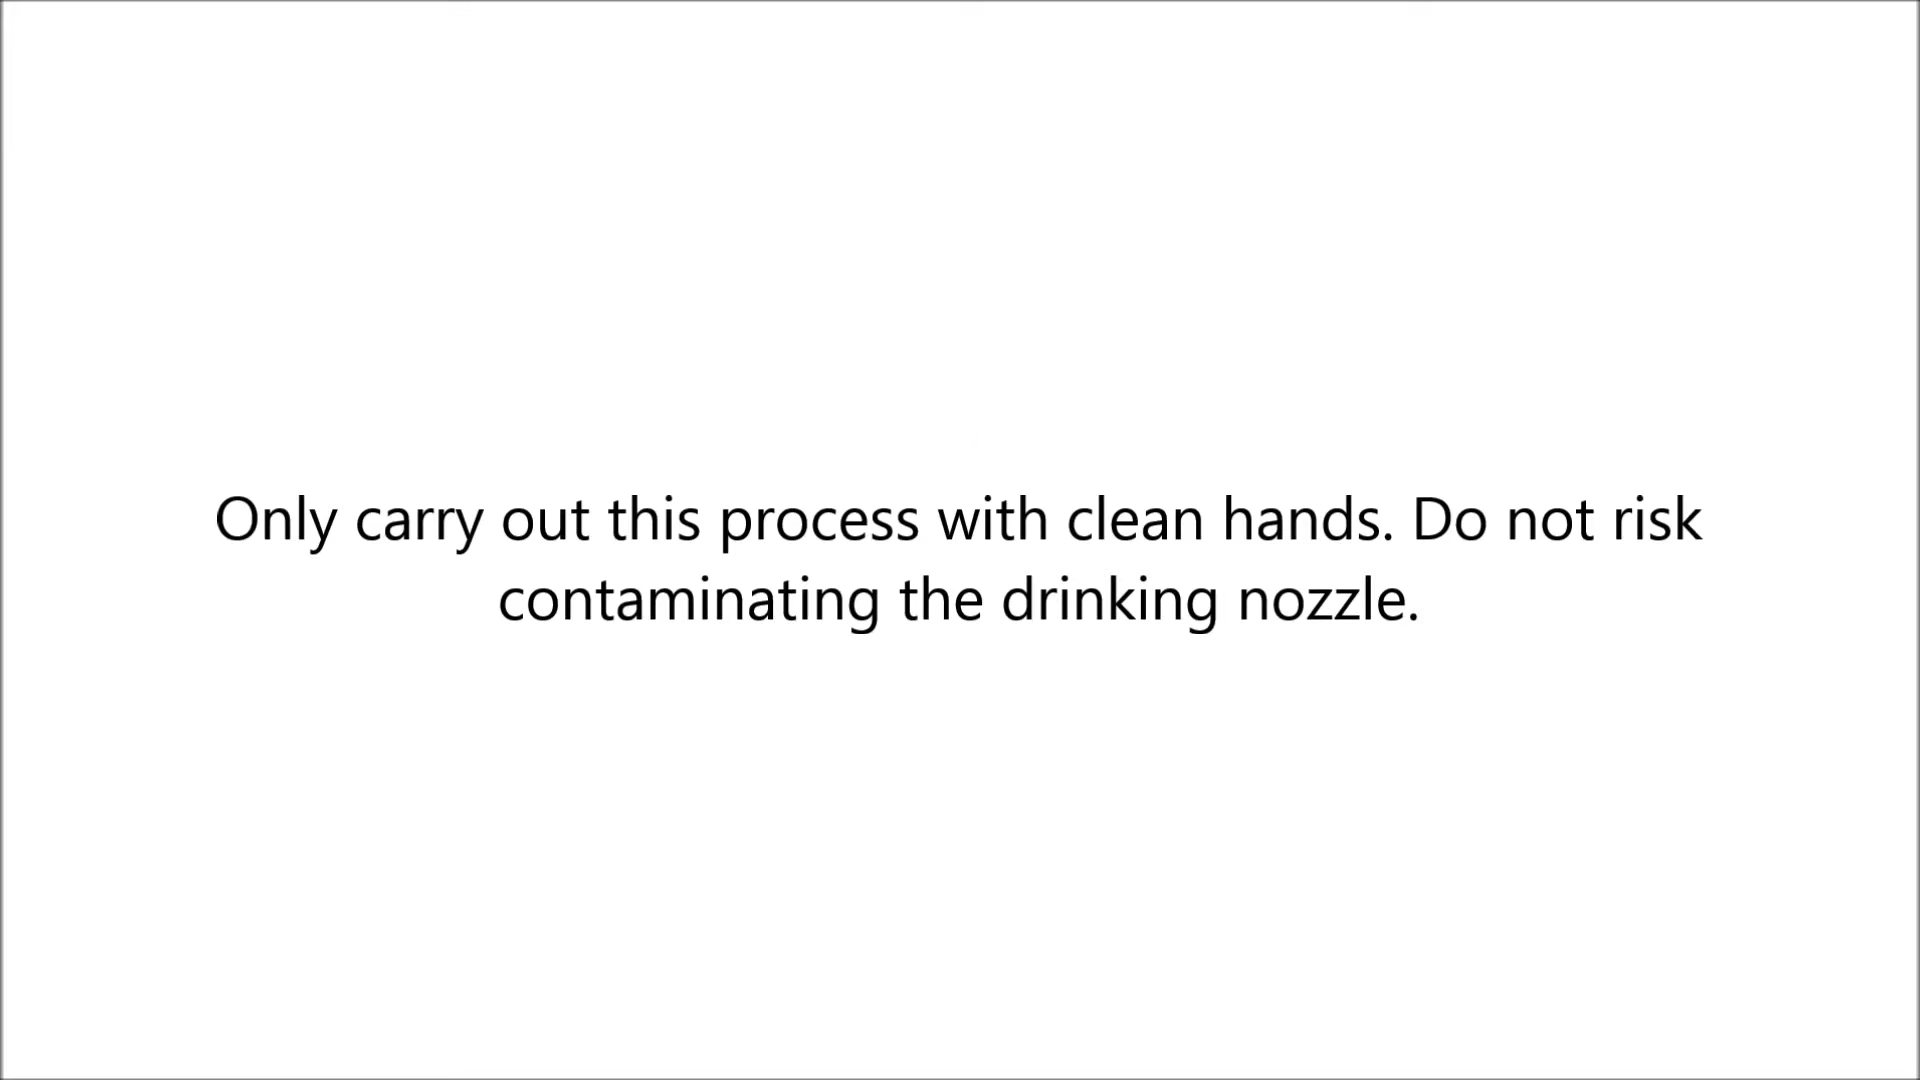 Only carry out this process with clean hands. Do not risk
contaminating the drinking nozzle.